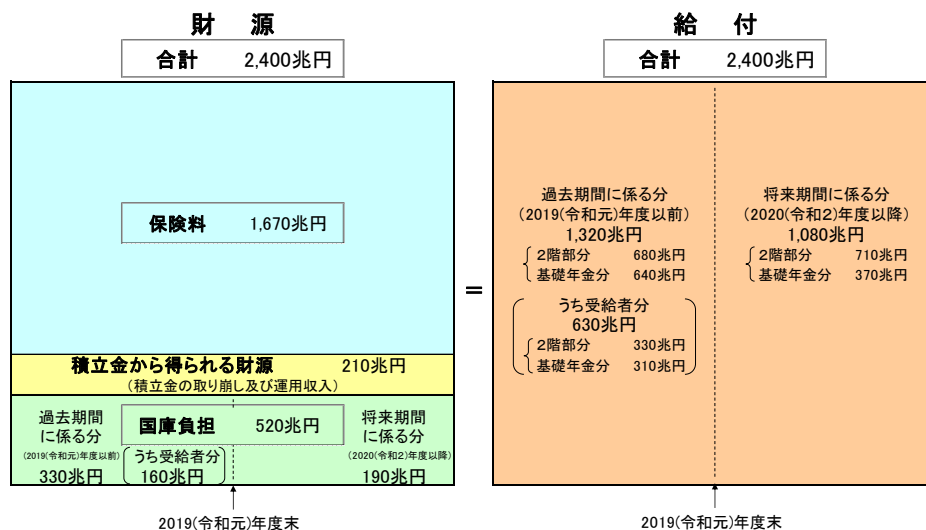 財 源
合計 2,400兆円
保険料 1,670兆円
積立金から得られる財源 210兆円
(積立金の取り崩し及び運用収入)
過去期間
に係る分
(2019(令和元)年度以前)
330兆円
国庫負担 520兆円
うち受給者分
160兆円
将来期間
に係る分
(2020(令和2)年度以降)
190兆円
2019(令和元)年度末
=
給 付
合計 2,400兆円
過去期間に係る分
(2019(令和元)年度以前)
1,320兆円
2階部分 680兆円
基礎年金分 640兆円
うち受給者分
630兆円
2階部分 330兆円
基礎年金分 310兆円
将来期間に係る分
(2020(令和2)年度以降)
1,080兆円
2階部分 710兆円
基礎年金分 370兆円
2019(令和元)年度末